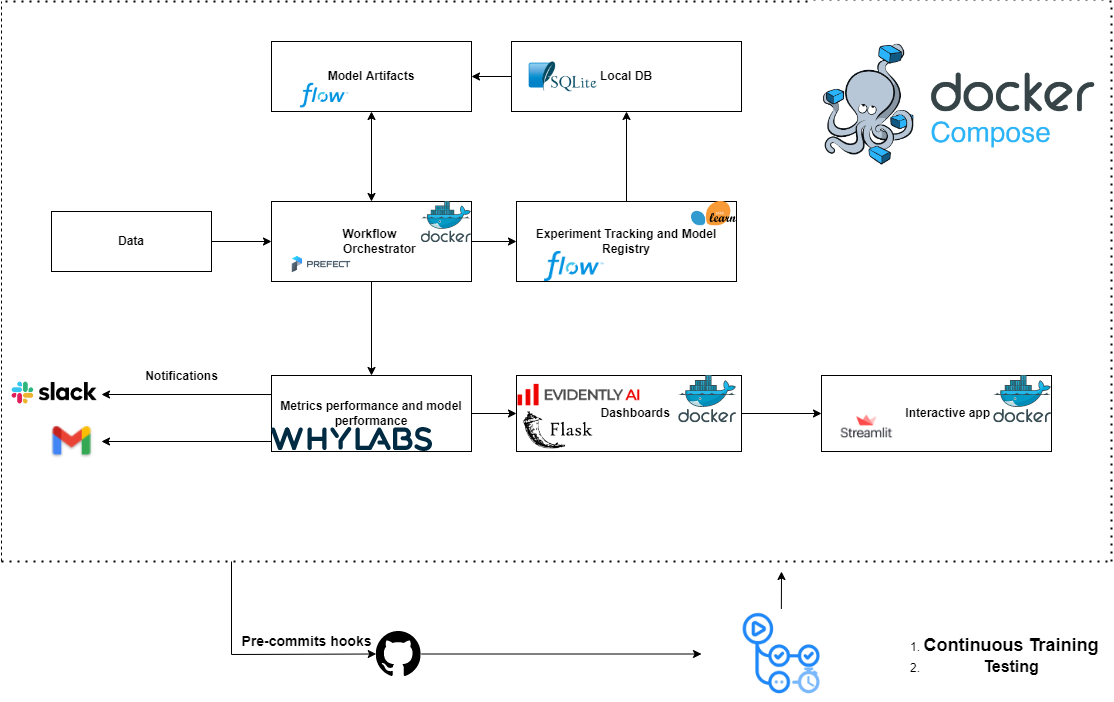 Model Artifacts
flow
SQLite
Local DB
docker
Compose
Data
Workflow
Orchestrator
docker
PREFECT
learn
Experiment Tracking and Model
Registry
flow
Notifications
slack
Metrics performance and model
performance
WHYLABS
EVIDENTLY AI
Dashboards
docker
Flask
Interactive app
docker
Streamlit
Pre-commits hooks
1. Continuous Training
2. Testing